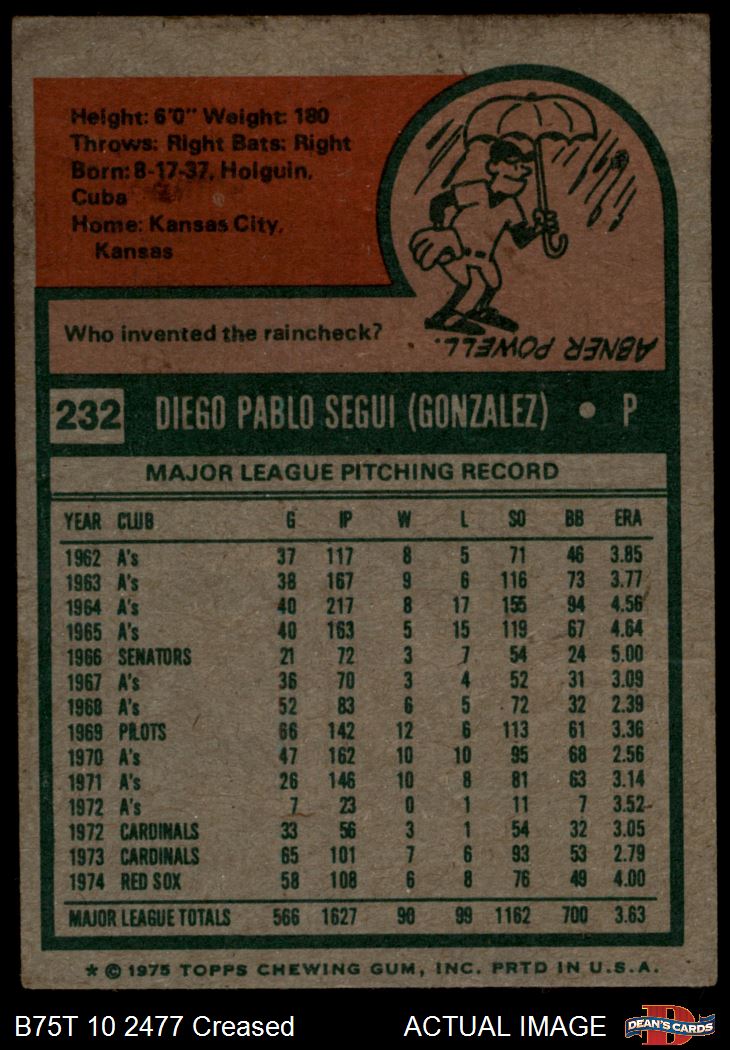 Height: 6'0" Weight: 180
Throws: Right Bats: Right
Born: 8-17-37, Holguin,
Cuba
Home: Kansas City,
Kansas
Who invented the raincheck?
ABNER POWELL.
232 DIEGO PABLO SEGUI (GONZALEZ) • P
MAJOR LEAGUE PITCHING RECORD
YEAR CLUB G IP W L SO BB ERA
1962 A's 37 117 8 5 71 46 3.85
1963 A's 38 167 9 6 116 73 3.77
1964 A's 40 217 8 17 155 94 4.56
1965 A's 40 163 5 15 119 67 4.64
1966 SENATORS 21 72 3 7 54 24 5.00
1967 A's 36 70 3 4 52 31 3.09
1968 A's 52 83 6 5 72 32 2.39
1969 PILOTS 66 142 12 6 113 61 3.36
1970 A's 47 162 10 10 95 68 2.56
1971 A's 26 146 10 8 81 63 3.14
1972 A's 7 23 0 1 11 7 3.52
1972 CARDINALS 33 56 3 1 54 32 3.05
1973 CARDINALS 65 101 7 6 93 53 2.79
1974 RED SOX 58 108 6 8 76 49 4.00
MAJOR LEAGUE TOTALS 566 1627 90 99 1162 700 3.63
* © 1975 TOPPS CHEWING GUM, INC. PRTD IN U.S.A.
B75T 10 2477 Creased ACTUAL IMAGE
D
DEAN'S CARDS